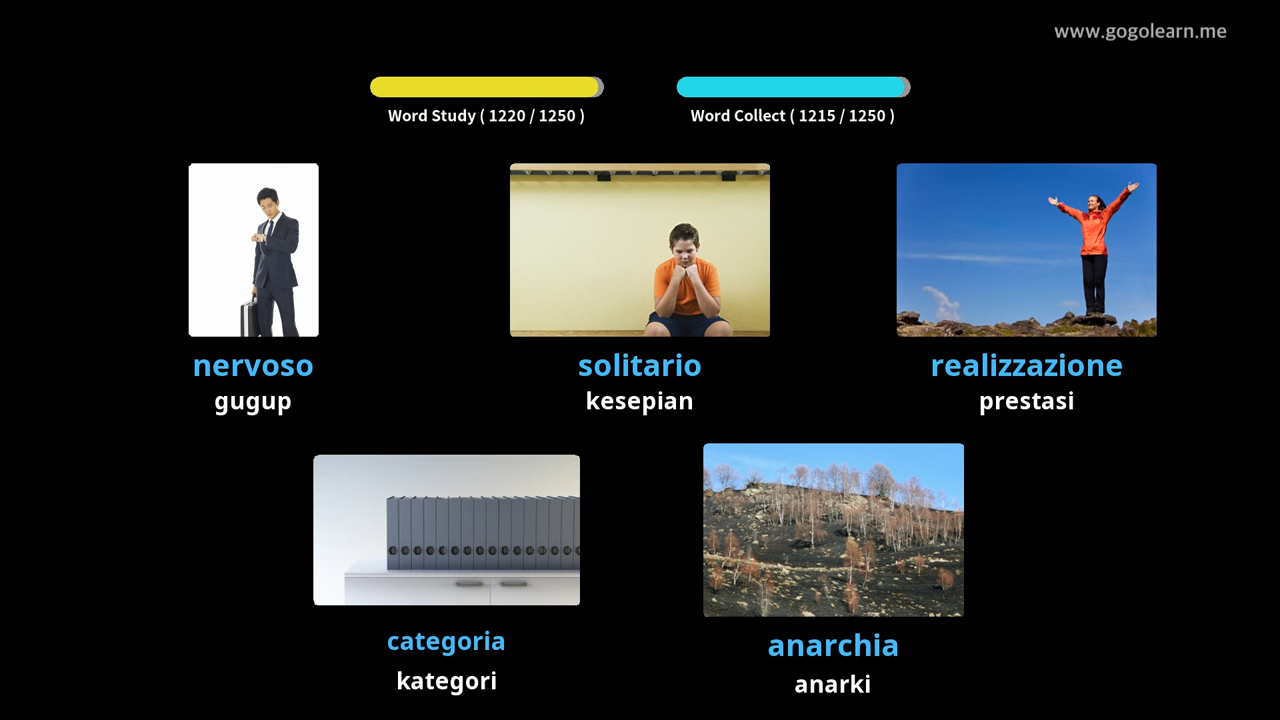 www.gogolearn.me
Word Study ( 1220 / 1250 )
Word Collect ( 1215 / 1250 )
nervoso
gugup
solitario
kesepian
realizzazione
prestasi
categoria
kategori
anarchia
anarki